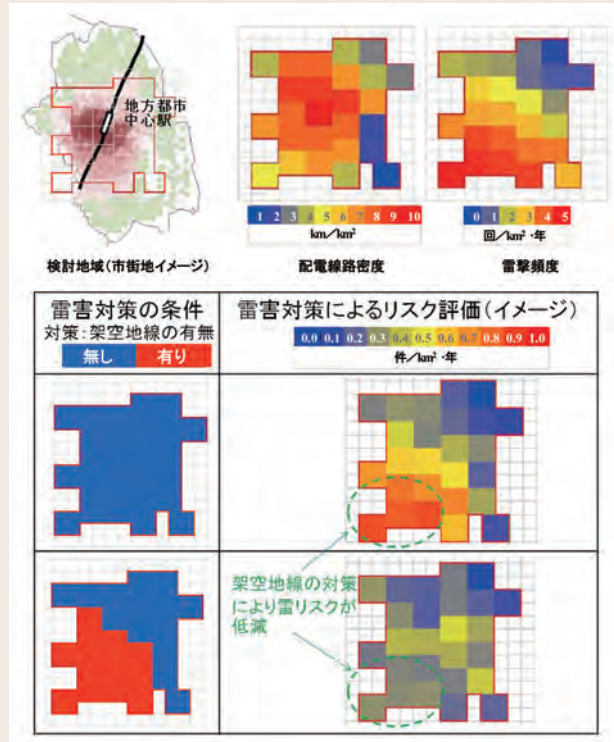 地方都市
中心駅
1 2 3 4 5 6 7 8 9 10
km/km²
0 1 2 3 4 5
回/km²・年
検討地域(市街地イメージ)
配電線路密度
雷撃頻度
雷害対策の条件
対策:架空地線の有無
無し 有り
雷害対策によるリスク評価(イメージ)
0.0 0.1 0.2 0.3 0.4 0.5 0.6 0.7 0.8 0.9 1.0
件/km²・年
架空地線の対策
により雷リスクが
低減